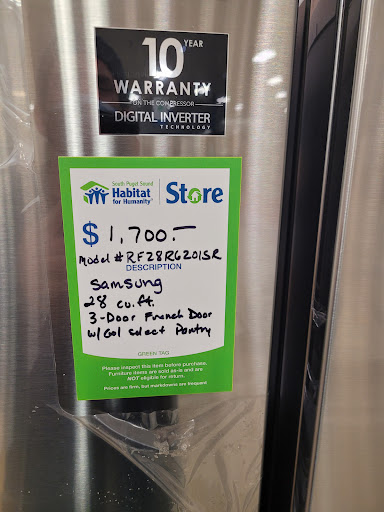 10 YEAR
WARRANTY
ON THE COMPRESSOR
DIGITAL INVERTER
TECHNOLOGY
South Puget Sound
Habitat
for Humanity®
Store
$ 1,700.-
Model # RF28R6201SR
DESCRIPTION
Samsung
28 cu.ft.
3-Door French Door
w/ Pantry
GREEN TAG
Please inspect this item before purchase.
Furniture items are sold as-is and are
NOT eligible for return.
Prices are firm, but markdowns are frequent